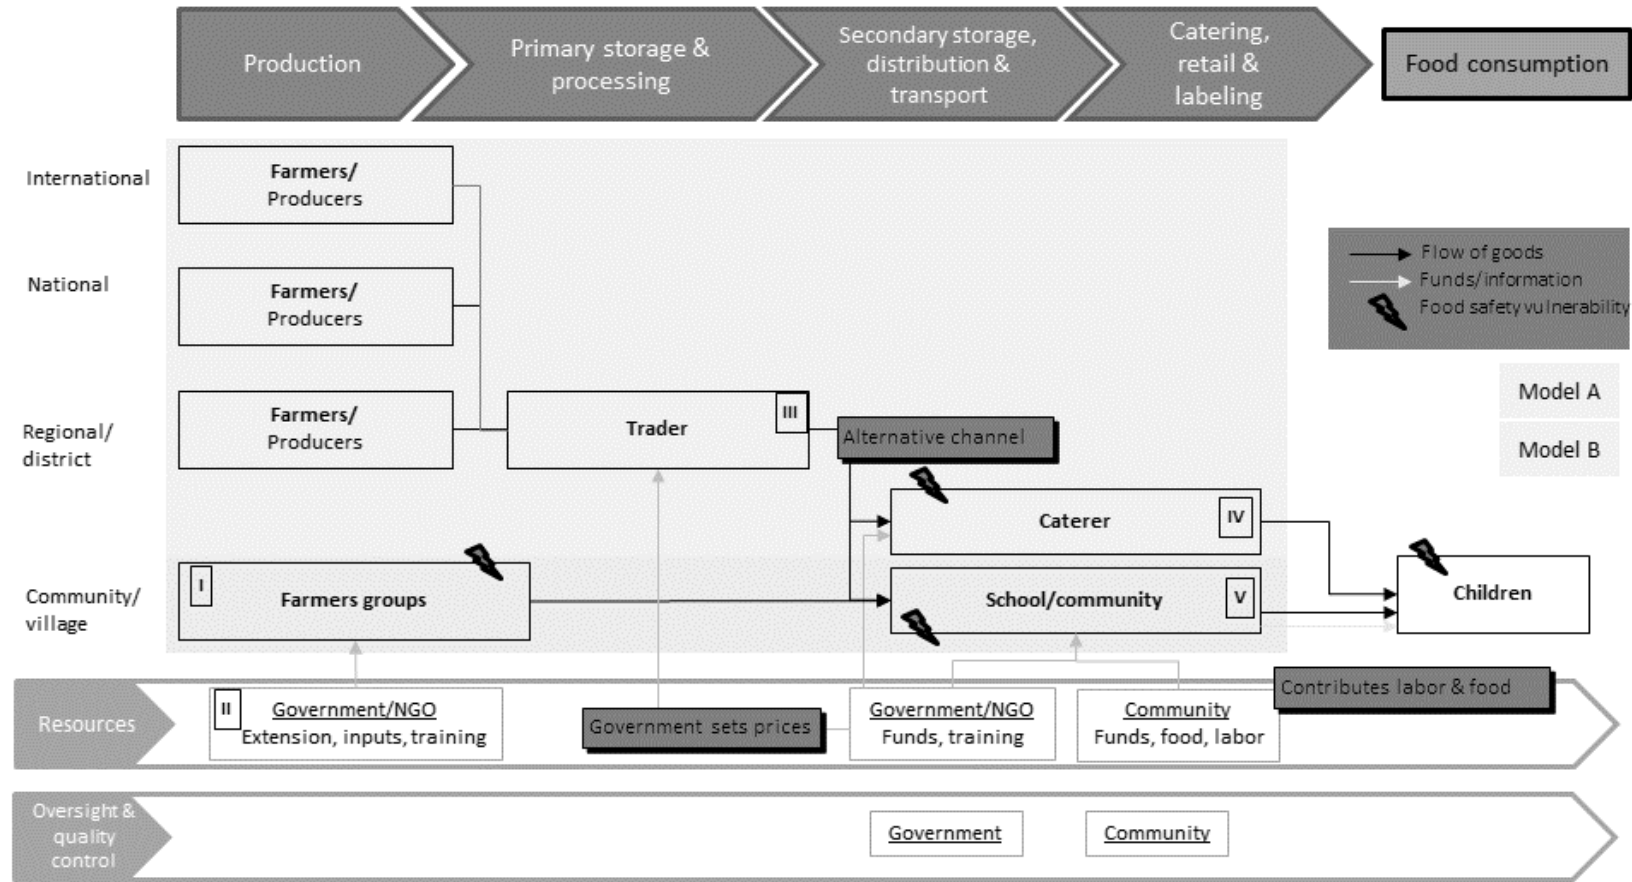 Production
Primary storage &
processing
Secondary storage,
distribution &
transport
Catering,
retail &
labeling
Food consumption
International
Farmers/
Producers
National
Farmers/
Producers
Flow of goods
Funds/information
Food safety vulnerability
Model A
Model B
Regional/
district
Farmers/
Producers
Trader
III
Alternative channel
Caterer
IV
Community/
village
I
Farmers groups
School/community
V
Children
Resources
II
Government/NGO
Extension, inputs, training
Government sets prices
Government/NGO
Funds, training
Community
Funds, food, labor
Contributes labor & food
Oversight &
quality
control
Government
Community